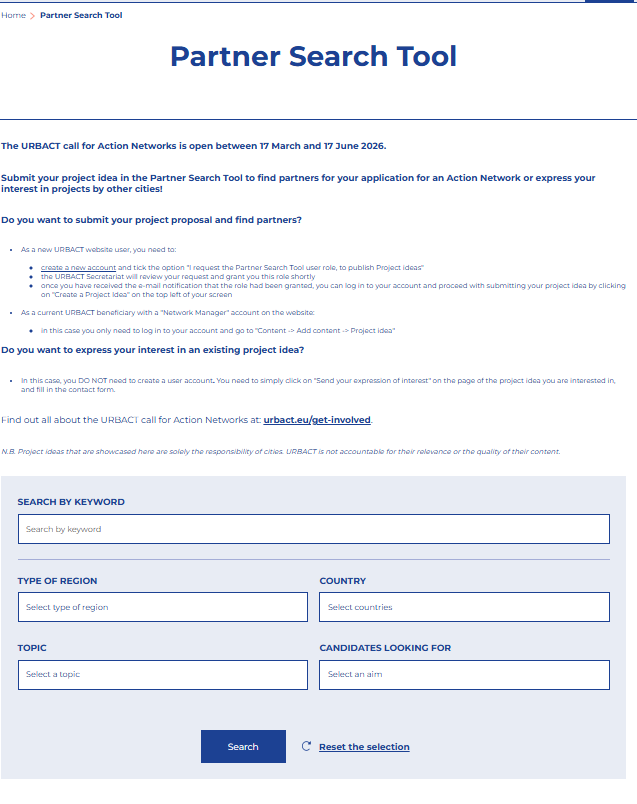 Home > Partner Search Tool
Partner Search Tool
The URBACT call for Action Networks is open between 17 March and 17 June 2026.
Submit your project idea in the Partner Search Tool to find partners for your application for an Action Network or express your
interest in projects by other cities!
Do you want to submit your project proposal and find partners?
• As a new URBACT website user, you need to:
• create a new account and tick the option "I request the Partner Search Tool user role, to publish Project ideas"
• the URBACT Secretariat will review your request and grant you this role shortly
• once you have received the e-mail notification that the role had been granted, you can log in to your account and proceed with submitting your project idea by clicking
on "Create a Project Idea" on the top left of your screen
• As a current URBACT beneficiary with a "Network Manager" account on the website:
• in this case you only need to log in to your account and go to "Content -> Add content -> Project idea"
Do you want to express your interest in an existing project idea?
• In this case, you DO NOT need to create a user account. You need to simply click on "Send your expression of interest" on the page of the project idea you are interested in,
and fill in the contact form.
Find out all about the URBACT call for Action Networks at: urbact.eu/get-involved.
N.B. Project ideas that are showcased here are solely the responsibility of cities. URBACT is not accountable for their relevance or the quality of their content.
SEARCH BY KEYWORD
Search by keyword
TYPE OF REGION
COUNTRY
Select type of region
Select countries
TOPIC
CANDIDATES LOOKING FOR
Select a topic
Select an aim
Search
Reset the selection